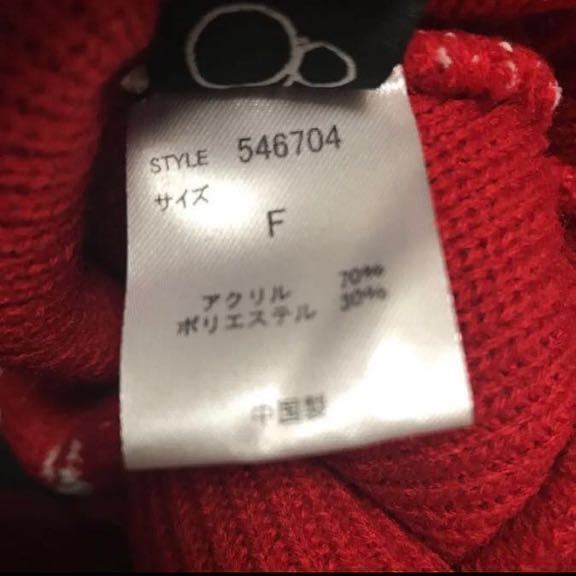 STYLE 546704
サイズ
F
アクリル 70%
ポリエステル 30%
中国製